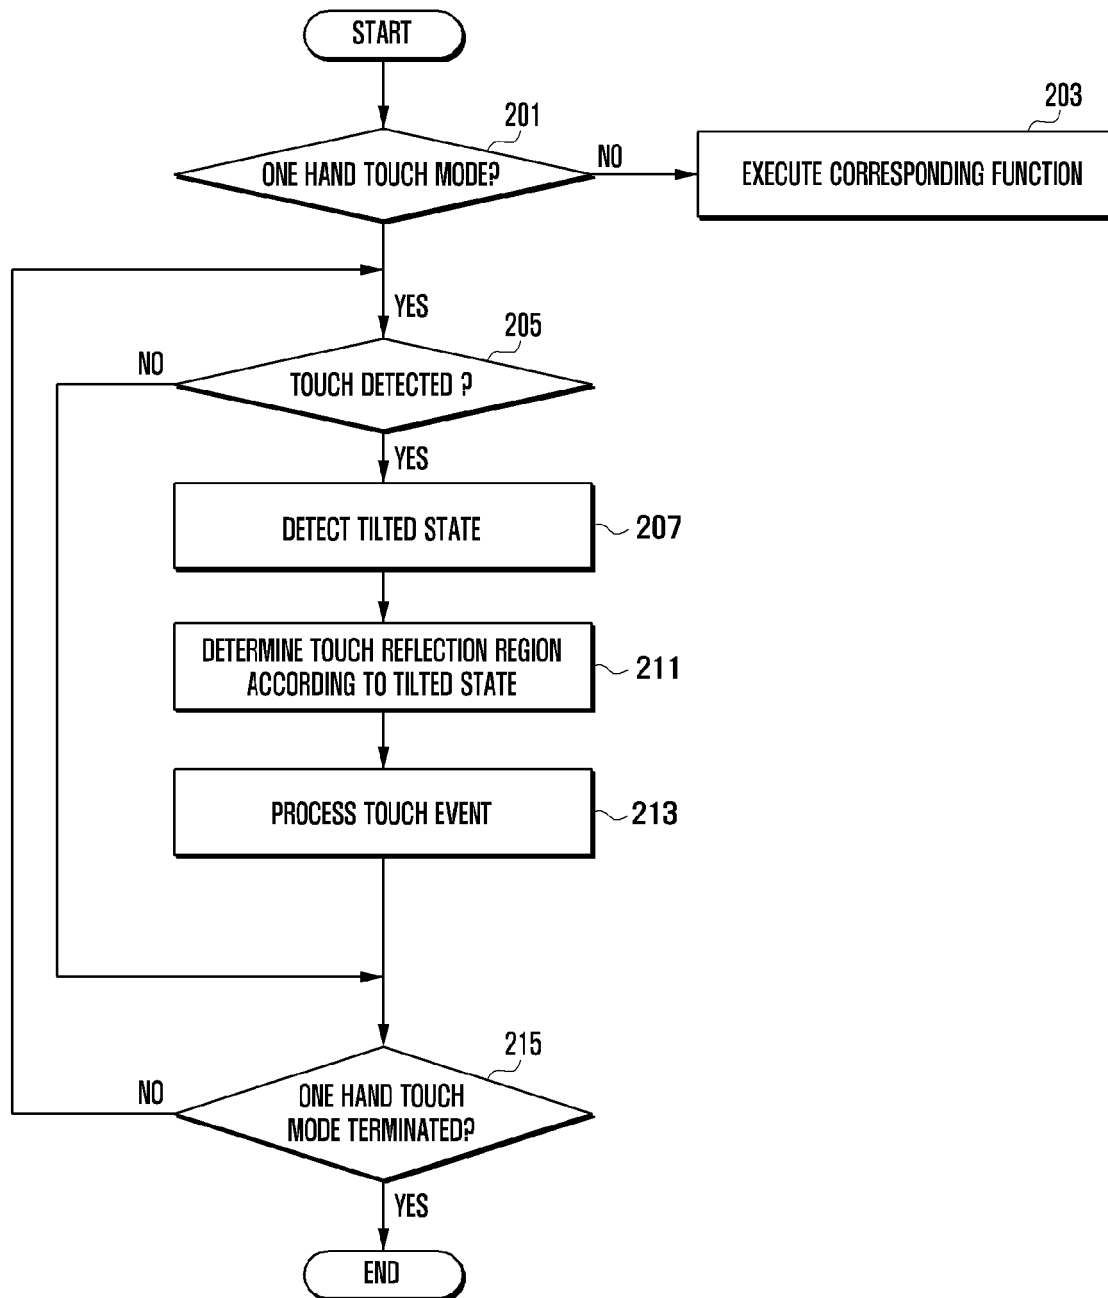 START
201
203
ONE HAND TOUCH MODE?
NO
EXECUTE CORRESPONDING FUNCTION
YES
205
NO
TOUCH DETECTED ?
YES
DETECT TILTED STATE
207
DETERMINE TOUCH REFLECTION REGION
ACCORDING TO TILTED STATE
211
PROCESS TOUCH EVENT
213
215
NO
ONE HAND TOUCH
MODE TERMINATED?
YES
END